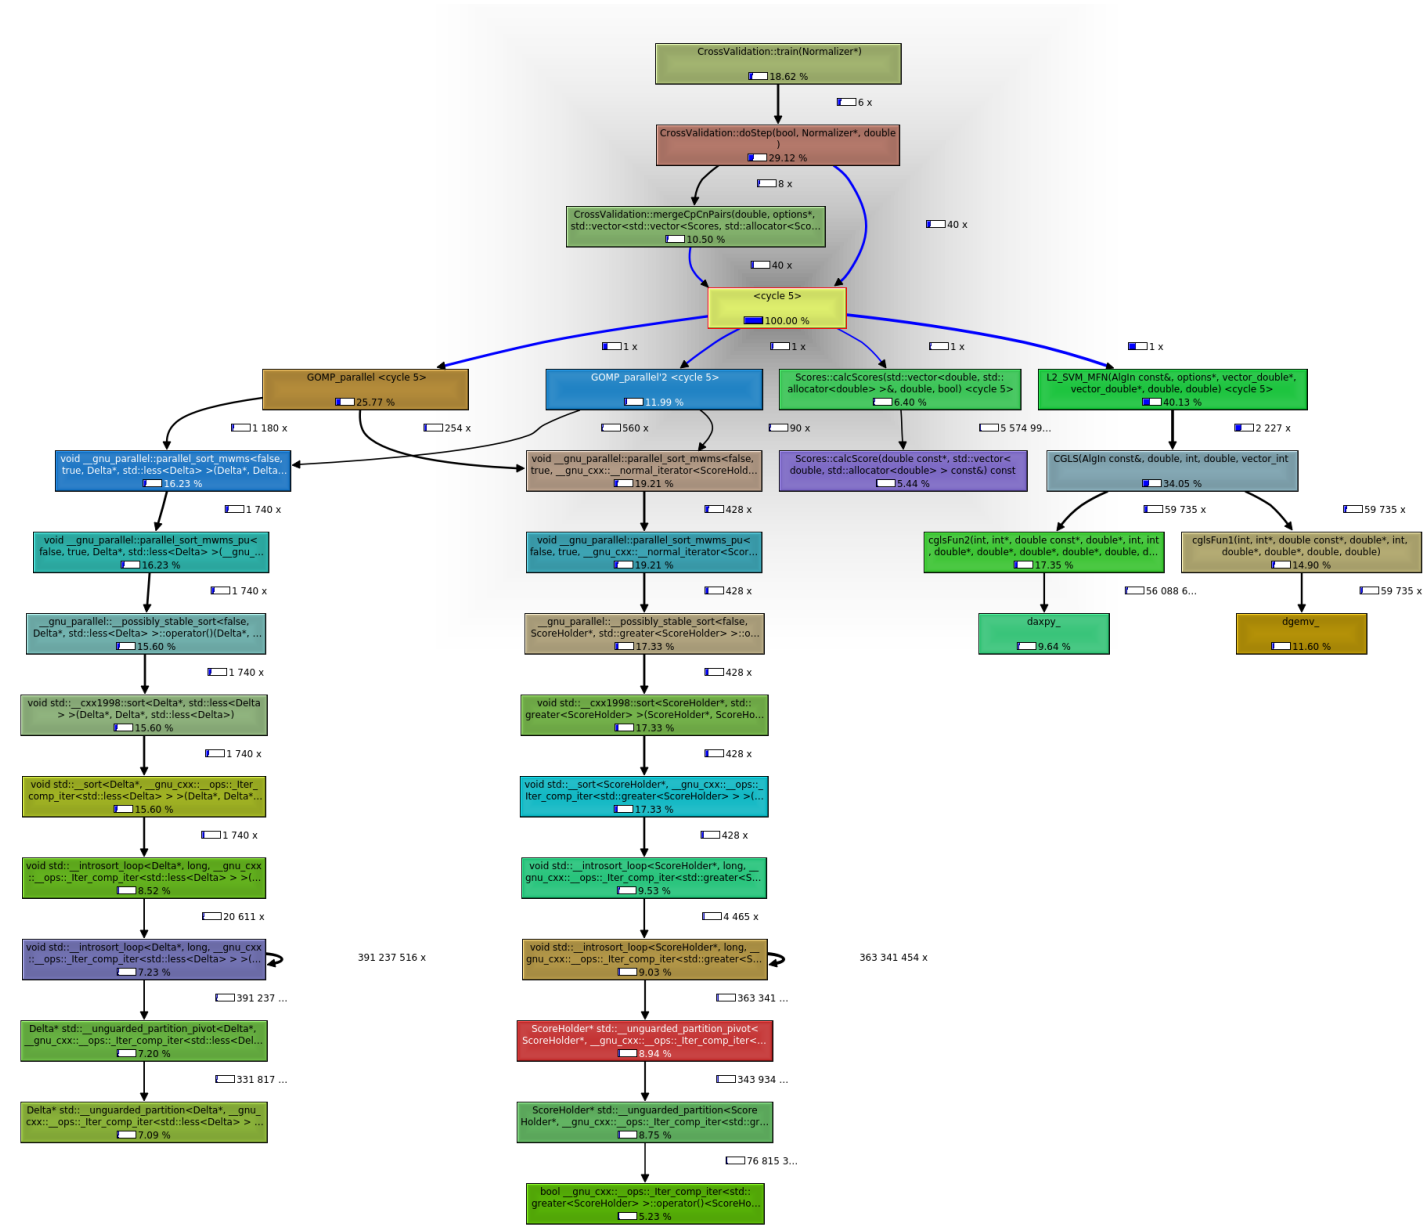 CrossValidation::train(Normalizer*)
18.62 %
6 x
CrossValidation::doStep(bool, Normalizer*, double
)
29.12 %
8 x
CrossValidation::mergeCpCnPairs(double, options*,
std::vector<std::vector<Scores, std::allocator<Sco...
10.50 %
40 x
40 x
<cycle 5>
100.00 %
1 x
1 x
1 x
1 x
GOMP_parallel <cycle 5>
25.77 %
GOMP_parallel'2 <cycle 5>
11.99 %
Scores::calcScores(std::vector<double, std::
allocator<double> >&, double, bool) <cycle 5>
6.40 %
L2_SVM_MFN(AlgIn const&, options*, vector_double*,
vector_double*, double, double) <cycle 5>
40.13 %
1 180 x
254 x
560 x
90 x
5 574 99...
2 227 x
void __gnu_parallel::parallel_sort_mwms<false,
true, Delta*, std::less<Delta> >(Delta*, Delta...
16.23 %
void __gnu_parallel::parallel_sort_mwms<false,
true, __gnu_cxx::__normal_iterator<ScoreHold...
19.21 %
Scores::calcScore(double const*, std::vector<
double, std::allocator<double> > const&) const
5.44 %
CGLS(AlgIn const&, double, int, double, vector_int
34.05 %
1 740 x
428 x
59 735 x
59 735 x
void __gnu_parallel::parallel_sort_mwms_pu<
false, true, Delta*, std::less<Delta> >(__gnu_...
16.23 %
void __gnu_parallel::parallel_sort_mwms_pu<
false, true, __gnu_cxx::__normal_iterator<Scor...
19.21 %
cglsFun2(int, int*, double const*, double*, int, int
, double*, double*, double*, double*, double, d...
17.35 %
cglsFun1(int, int*, double const*, double*, int,
double*, double*, double, double)
14.90 %
1 740 x
428 x
56 088 6...
59 735 x
__gnu_parallel::__possibly_stable_sort<false,
Delta*, std::less<Delta> >::operator()(Delta*, ...
15.60 %
__gnu_parallel::__possibly_stable_sort<false,
ScoreHolder*, std::greater<ScoreHolder> >::o...
17.33 %
daxpy_
9.64 %
dgemv_
11.60 %
1 740 x
428 x
void std::__cxx1998::sort<Delta*, std::less<Delta
> >(Delta*, Delta*, std::less<Delta>)
15.60 %
void std::__cxx1998::sort<ScoreHolder*, std::
greater<ScoreHolder> >(ScoreHolder*, ScoreHo...
17.33 %
1 740 x
428 x
void std::__sort<Delta*, __gnu_cxx::__ops::_Iter_
comp_iter<std::less<Delta> > >(Delta*, Delta*...
15.60 %
void std::__sort<ScoreHolder*, __gnu_cxx::__ops::_
Iter_comp_iter<std::greater<ScoreHolder> > >(...
17.33 %
1 740 x
428 x
void std::__introsort_loop<Delta*, long, __gnu_cxx
::__ops::_Iter_comp_iter<std::less<Delta> > >(...
8.52 %
void std::__introsort_loop<ScoreHolder*, long, __
gnu_cxx::__ops::_Iter_comp_iter<std::greater<S...
9.53 %
20 611 x
4 465 x
void std::__introsort_loop<Delta*, long, __gnu_cxx
::__ops::_Iter_comp_iter<std::less<Delta> > >(...
7.23 %
391 237 516 x
void std::__introsort_loop<ScoreHolder*, long, __
gnu_cxx::__ops::_Iter_comp_iter<std::greater<S...
9.03 %
363 341 454 x
391 237 ...
363 341 ...
Delta* std::__unguarded_partition_pivot<Delta*,
__gnu_cxx::__ops::_Iter_comp_iter<std::less<Del...
7.20 %
ScoreHolder* std::__unguarded_partition_pivot<
ScoreHolder*, __gnu_cxx::__ops::_Iter_comp_iter<...
8.94 %
331 817 ...
343 934 ...
Delta* std::__unguarded_partition<Delta*, __gnu_
cxx::__ops::_Iter_comp_iter<std::less<Delta> > ...
7.09 %
ScoreHolder* std::__unguarded_partition<Score
Holder*, __gnu_cxx::__ops::_Iter_comp_iter<std::gr...
8.75 %
76 815 3...
bool __gnu_cxx::__ops::_Iter_comp_iter<std::
greater<ScoreHolder> >::operator()<ScoreHo...
5.23 %